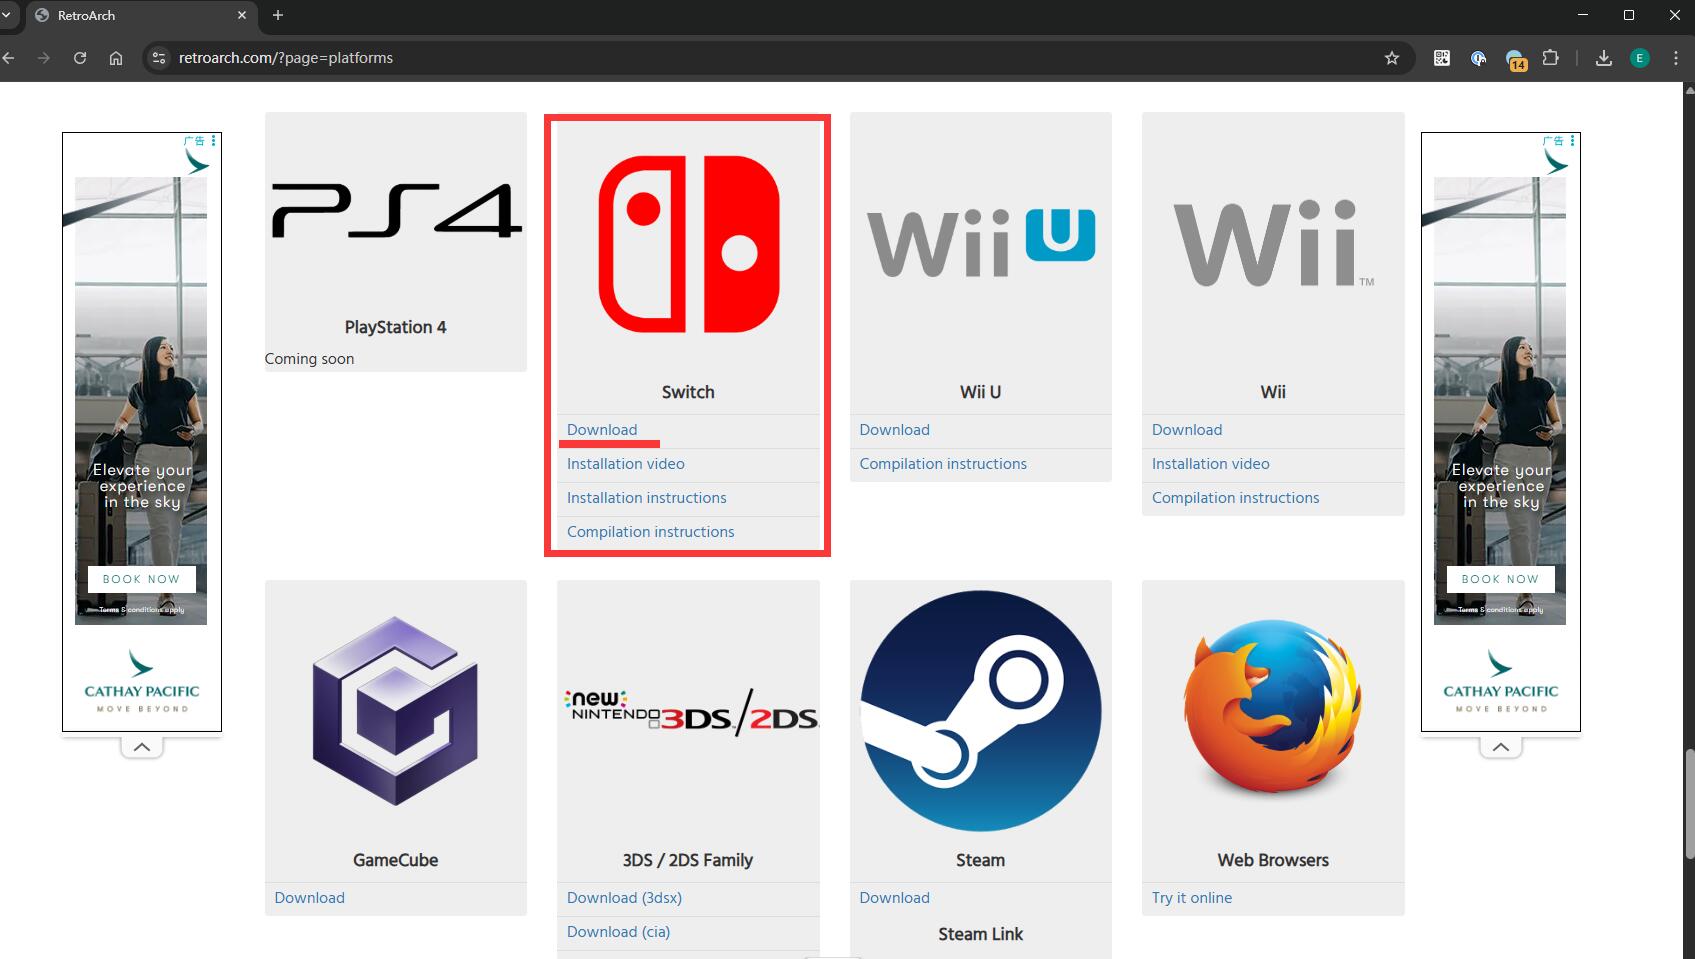 RetroArch
retroarch.com/?page=platforms
14
E
广告
Elevate your
experience
in the sky
BOOK NOW
Terms & conditions apply
CATHAY PACIFIC
MOVE BEYOND
PS4
PlayStation 4
Coming soon
Switch
Download
Installation video
Installation instructions
Compilation instructions
Wii U
Wii U
Download
Compilation instructions
Wii™
Wii
Download
Installation video
Compilation instructions
广告
Elevate your
experience
in the sky
BOOK NOW
Terms & conditions apply
CATHAY PACIFIC
MOVE BEYOND
GameCube
Download
new
NINTENDO3DS™/2DS
3DS / 2DS Family
Download (3dsx)
Download (cia)
Steam
Download
Steam Link
Web Browsers
Try it online